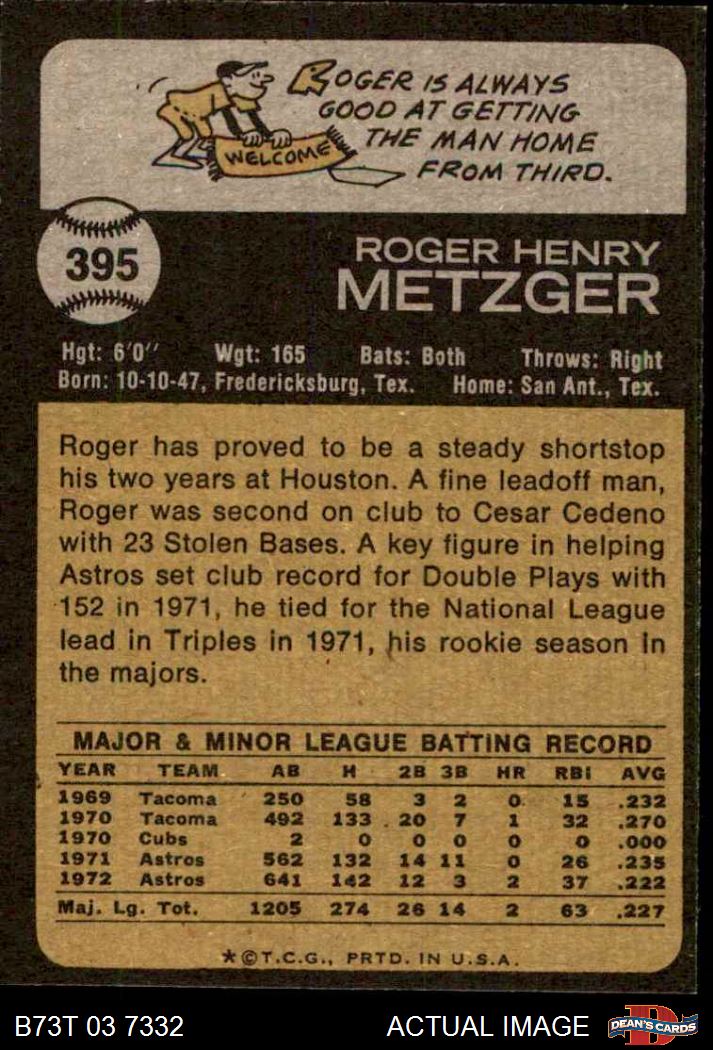 ROGER IS ALWAYS
GOOD AT GETTING
THE MAN HOME
FROM THIRD.
WELCOME
395
ROGER HENRY
METZGER
Hgt: 6'0" Wgt: 165 Bats: Both Throws: Right
Born: 10-10-47, Fredericksburg, Tex. Home: San Ant., Tex.
Roger has proved to be a steady shortstop
his two years at Houston. A fine leadoff man,
Roger was second on club to Cesar Cedeno
with 23 Stolen Bases. A key figure in helping
Astros set club record for Double Plays with
152 in 1971, he tied for the National League
lead in Triples in 1971, his rookie season in
the majors.
MAJOR & MINOR LEAGUE BATTING RECORD
YEAR TEAM AB H 2B 3B HR RBI AVG
1969 Tacoma 250 58 3 2 0 15 .232
1970 Tacoma 492 133 20 7 1 32 .270
1970 Cubs 2 0 0 0 0 0 .000
1971 Astros 562 132 14 11 0 26 .235
1972 Astros 641 142 12 3 2 37 .222
Maj. Lg. Tot. 1205 274 26 14 2 63 .227
*©T.C.G., PRTD. IN U.S.A.
B73T 03 7332 ACTUAL IMAGE DEAN'S CARDS